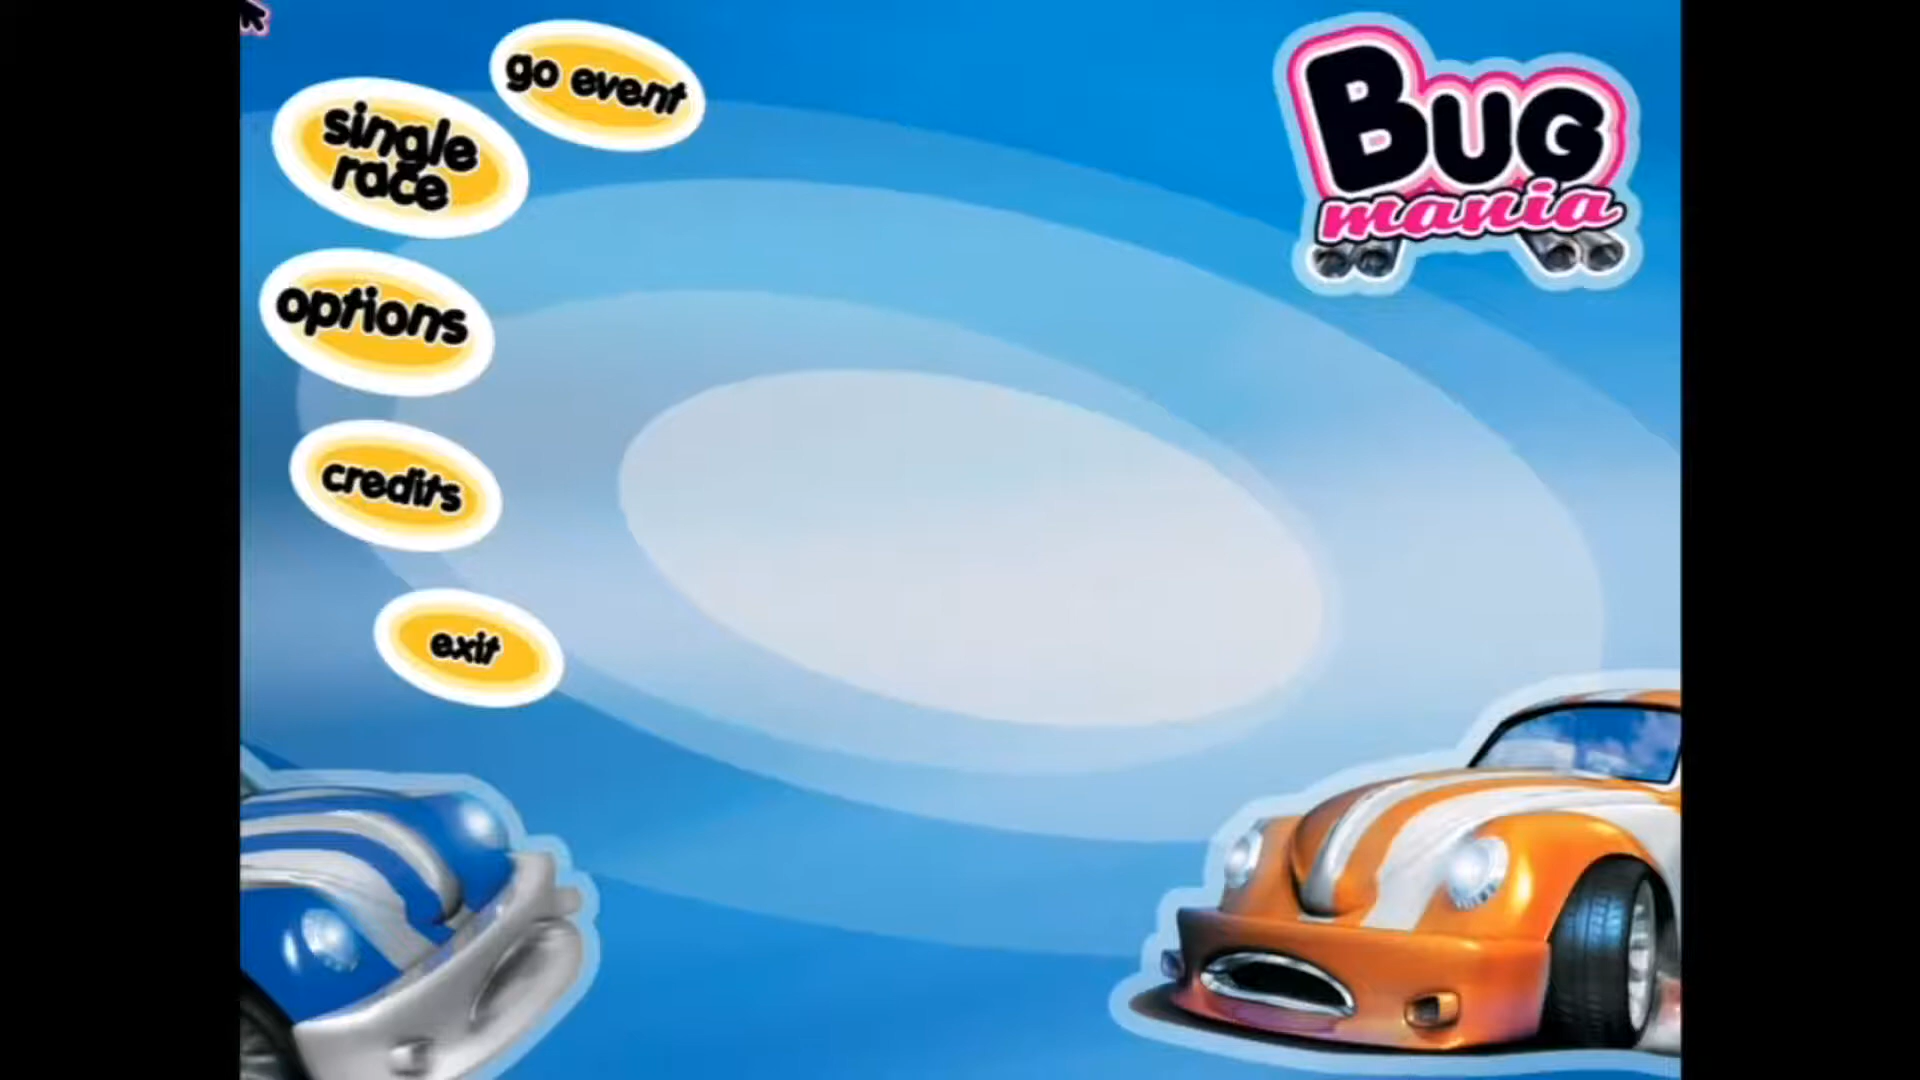 go event
single
race
options
credits
exit
Bug
mania